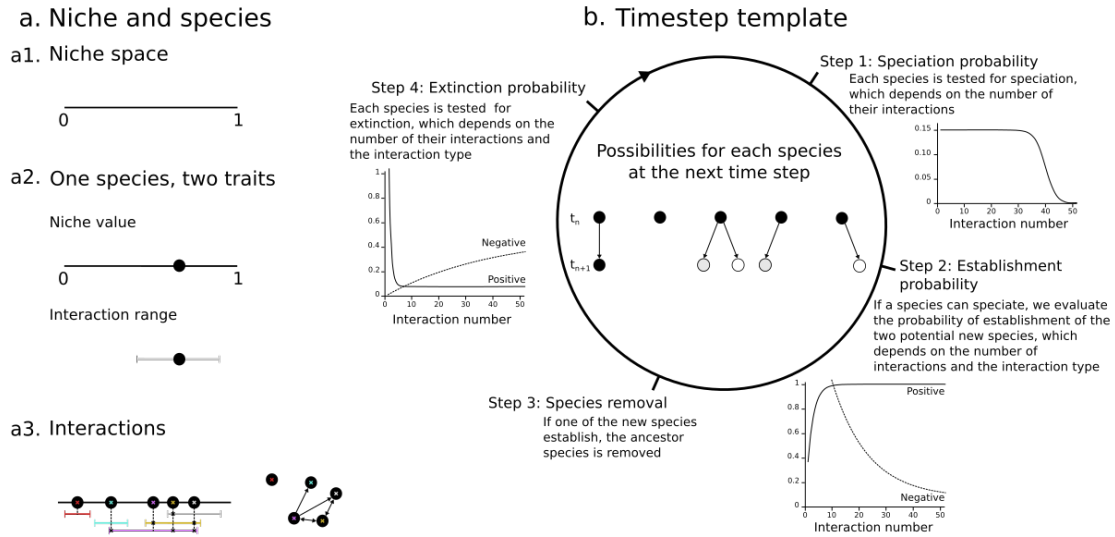 a. Niche and species
a1. Niche space
0 1
a2. One species, two traits
Niche value
0 1
Interaction range
a3. Interactions
b. Timestep template
Step 1: Speciation probability
Each species is tested for speciation,
which depends on the number of
their interactions
0.15
0.10
0.05
0
0 10 20 30 40 50
Interaction number
Step 2: Establishment
probability
If a species can speciate, we evaluate
the probability of establishment of the
two potential new species, which
depends on the number of
interactions and the interaction type
1
0.8
0.6
0.4
0.2
0
Positive
Negative
0 10 20 30 40 50
Interaction number
Step 3: Species removal
If one of the new species
establish, the ancestor
species is removed
Step 4: Extinction probability
Each species is tested for
extinction, which depends on the
number of their interactions and
the interaction type
1
0.8
0.6
0.4
0.2
0
Negative
Positive
0 10 20 30 40 50
Interaction number
Possibilities for each species
at the next time step
tn
tn+1